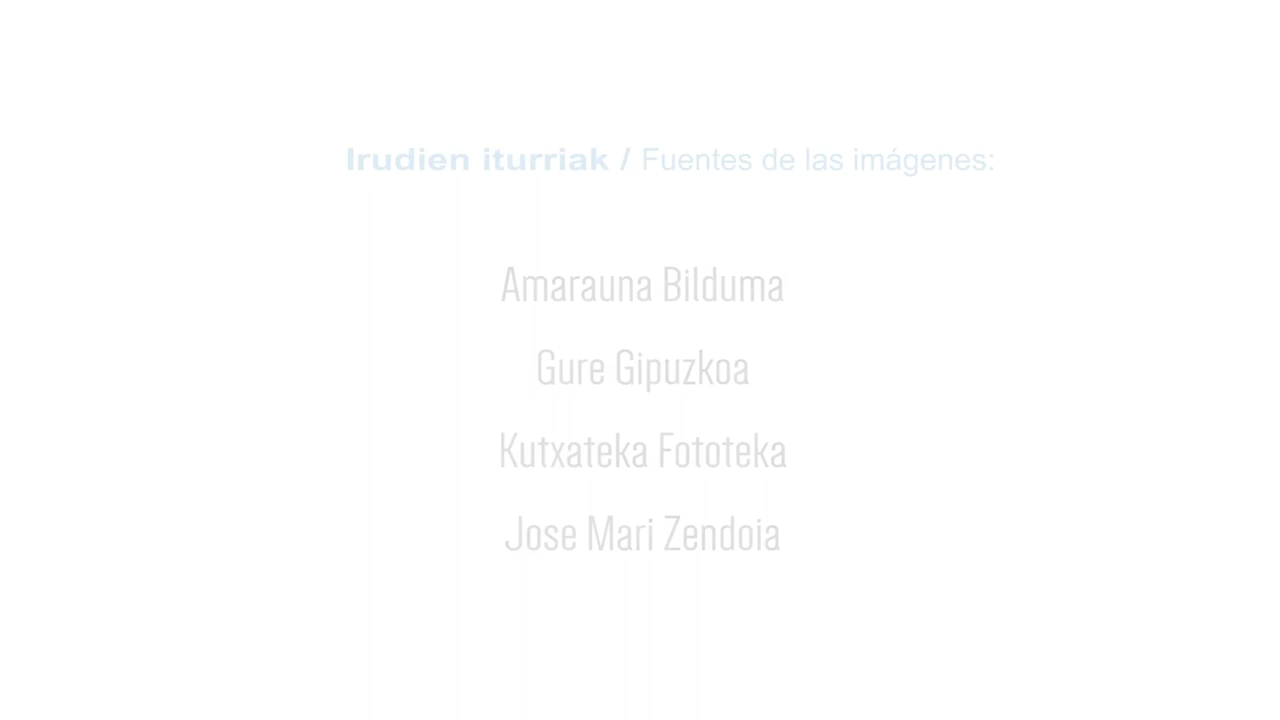 Irudien iturriak / Fuentes de las imágenes:
Amarauna Bilduma
Gure Gipuzkoa
Kutxateka Fototeka
Jose Mari Zendoia